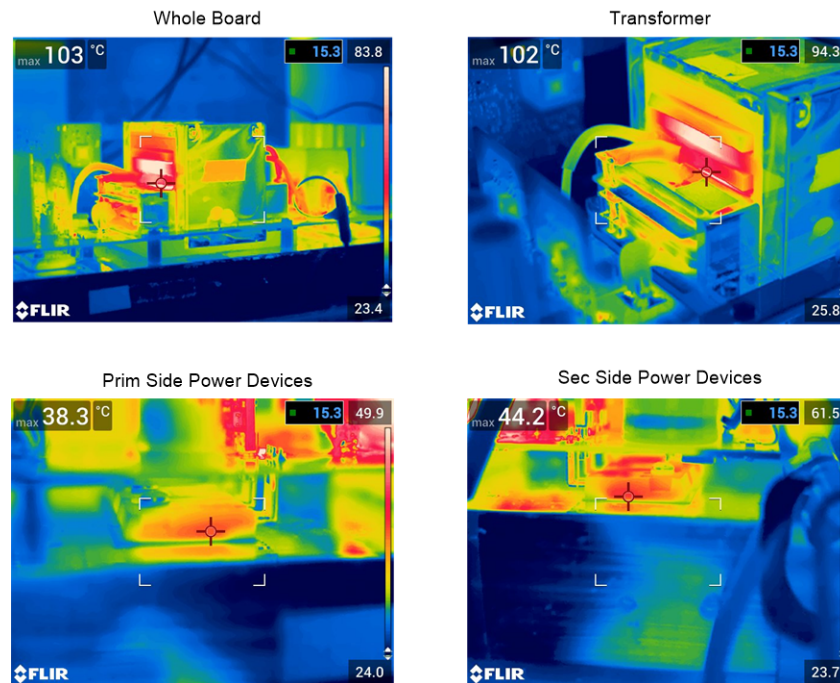 Whole Board
max 103 °C
15.3 83.8
FLIR
23.4
Transformer
max 102 °C
15.3 94.3
FLIR
25.8
Prim Side Power Devices
max 38.3 °C
15.3 49.9
FLIR
24.0
Sec Side Power Devices
max 44.2 °C
15.3 61.5
FLIR
23.7